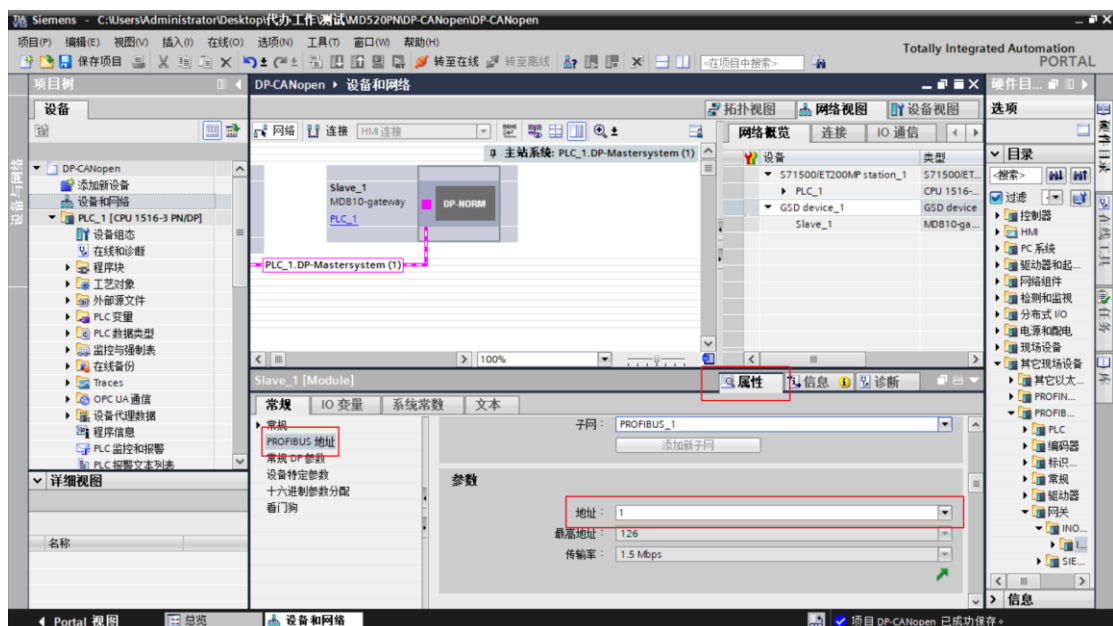 Siemens - C:\Users\Administrator\Desktop\代办工作\测试\MD520PN\DP-CANopen\DP-CANopen
项目(P) 编辑(E) 视图(V) 插入(I) 在线(O) 选项(N) 工具(T) 窗口(W) 帮助(H)
Totally Integrated Automation
PORTAL
保存项目 转至在线 转至离线 <在项目中搜索>
项目树
DP-CANopen ▸ 设备和网络
硬件目...
设备
拓扑视图 网络视图 设备视图
选项
网络 连接 HMI 连接
网络概览 连接 IO 通信
主站系统: PLC_1.DP-Mastersystem (1)
DP-CANopen
添加新设备
设备和网络
PLC_1 [CPU 1516-3 PN/DP]
设备组态
在线和诊断
程序块
工艺对象
外部源文件
PLC 变量
PLC 数据类型
监控与强制表
在线备份
Traces
OPC UA 通信
设备代理数据
程序信息
PLC 监控和报警
PLC 报警文本列表
详细视图
名称
Slave_1
MD810-gateway
PLC_1
DP-NORM
PLC_1.DP-Mastersystem (1)
100%
设备 类型
S71500/ET200MP station_1 S71500/ET...
PLC_1 CPU 1516-...
GSD device_1 GSD device
Slave_1 MD810-ga...
Slave_1 [Module]
属性 信息 诊断
常规 IO 变量 系统常数 文本
常规
PROFIBUS 地址
常规 DP 参数
设备特定参数
十六进制参数分配
看门狗
子网: PROFIBUS_1
添加新子网
参数
地址: 1
最高地址: 126
传输率: 1.5 Mbps
目录
<搜索>
过滤
控制器
HMI
PC 系统
驱动器和起...
网络组件
检测和监视
分布式 I/O
电源和配电
现场设备
其它现场设备
其它以太...
PROFIN...
PROFIB...
PLC
编码器
标识...
常规
驱动器
网关
INO...
I...
SIE...
信息
设备与网络
硬件目录
在线工具
任务
库
Portal 视图 总览 设备和网络
项目 DP-CANopen 已成功保存。